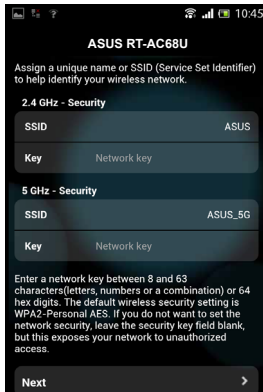 ? 10:45
ASUS RT-AC68U
Assign a unique name or SSID (Service Set Identifier)
to help identify your wireless network.
2.4 GHz - Security
SSID ASUS
Key Network key
5 GHz - Security
SSID ASUS_5G
Key Network key
Enter a network key between 8 and 63
characters(letters, numbers or a combination) or 64
hex digits. The default wireless security setting is
WPA2-Personal AES. If you do not want to set the
network security, leave the security key field blank,
but this exposes your network to unauthorized
access.
Next >